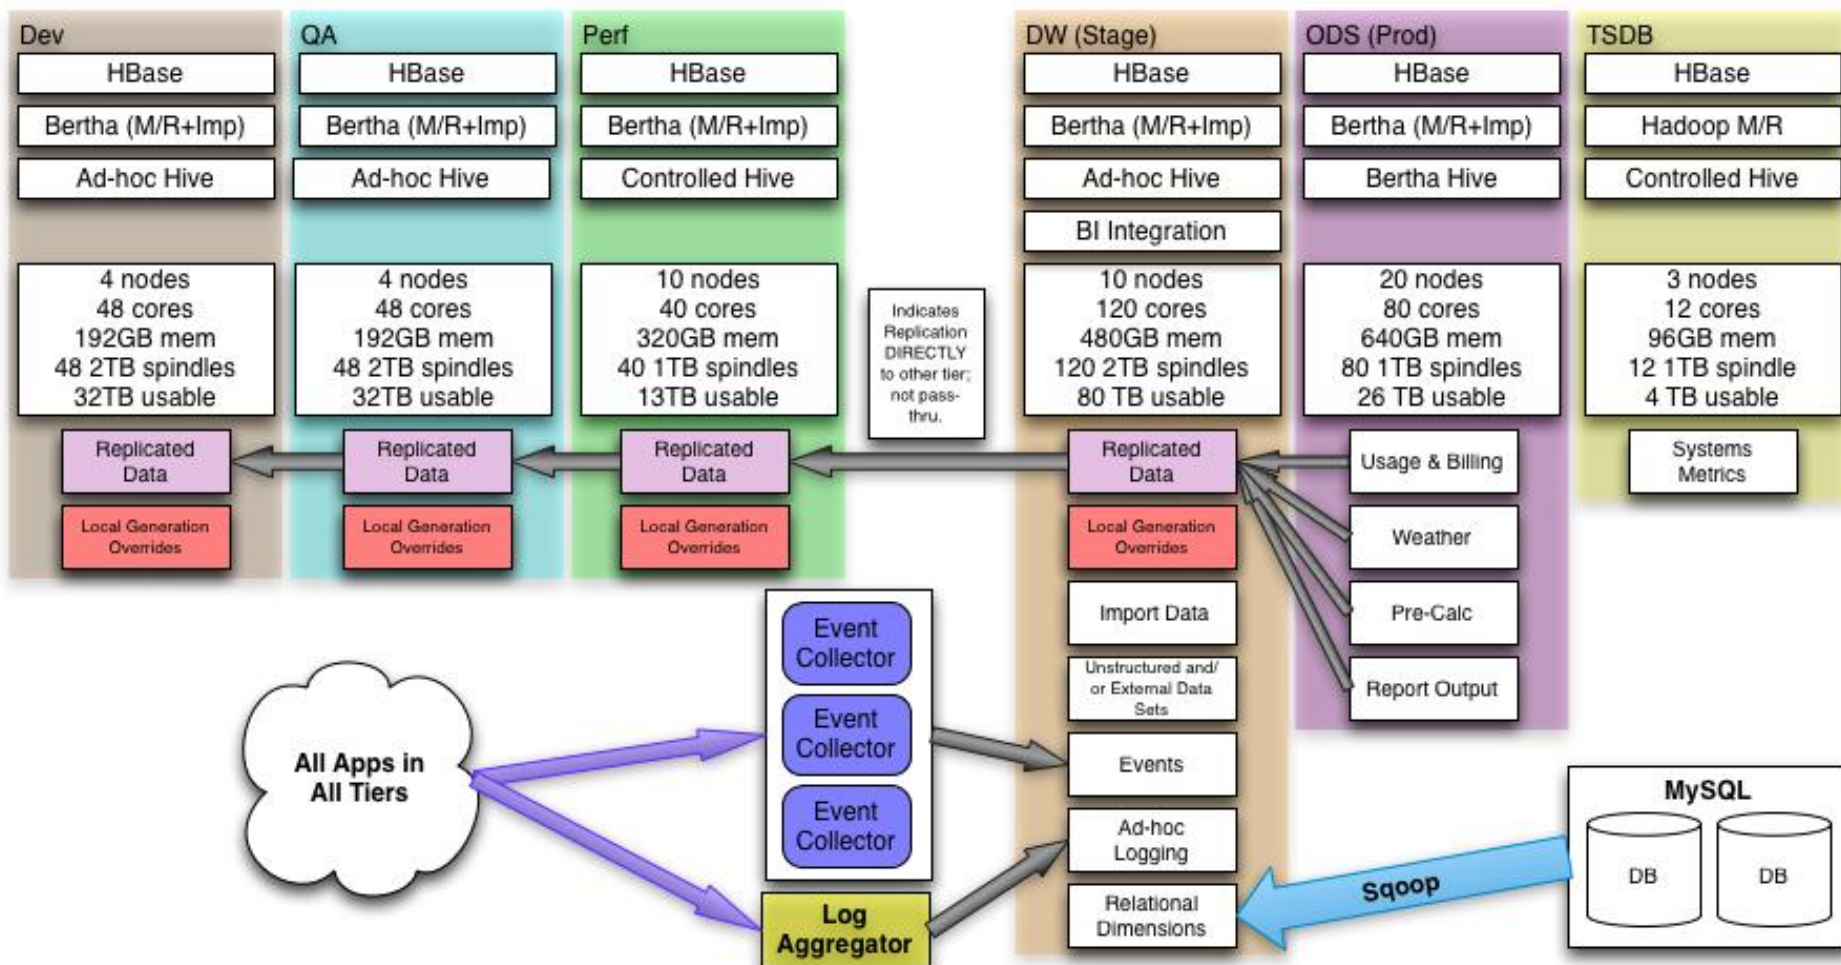 Dev
HBase
Bertha (M/R+Imp)
Ad-hoc Hive
4 nodes
48 cores
192GB mem
48 2TB spindles
32TB usable
Replicated
Data
Local Generation
Overrides
QA
HBase
Bertha (M/R+Imp)
Ad-hoc Hive
4 nodes
48 cores
192GB mem
48 2TB spindles
32TB usable
Replicated
Data
Local Generation
Overrides
Perf
HBase
Bertha (M/R+Imp)
Controlled Hive
10 nodes
40 cores
320GB mem
40 1TB spindles
13TB usable
Replicated
Data
Local Generation
Overrides
Indicates
Replication
DIRECTLY
to other tier;
not pass-
thru.
DW (Stage)
HBase
Bertha (M/R+Imp)
Ad-hoc Hive
BI Integration
10 nodes
120 cores
480GB mem
120 2TB spindles
80 TB usable
Replicated
Data
Local Generation
Overrides
Import Data
Unstructured and/
or External Data
Sets
Events
Ad-hoc
Logging
Relational
Dimensions
ODS (Prod)
HBase
Bertha (M/R+Imp)
Bertha Hive
20 nodes
80 cores
640GB mem
80 1TB spindles
26 TB usable
Usage & Billing
Weather
Pre-Calc
Report Output
TSDB
HBase
Hadoop M/R
Controlled Hive
3 nodes
12 cores
96GB mem
12 1TB spindle
4 TB usable
Systems
Metrics
All Apps in
All Tiers
Event
Collector
Event
Collector
Event
Collector
Log
Aggregator
Sqoop
MySQL
DB
DB